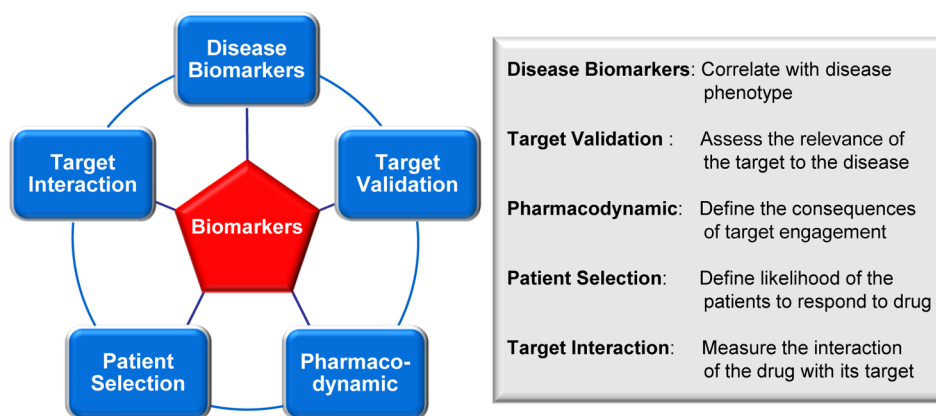 Disease
Biomarkers
Target
Interaction
Target
Validation
Biomarkers
Patient
Selection
Pharmaco-
dynamic
Disease Biomarkers: Correlate with disease
phenotype
Target Validation : Assess the relevance of
the target to the disease
Pharmacodynamic: Define the consequences
of target engagement
Patient Selection: Define likelihood of the
patients to respond to drug
Target Interaction: Measure the interaction
of the drug with its target